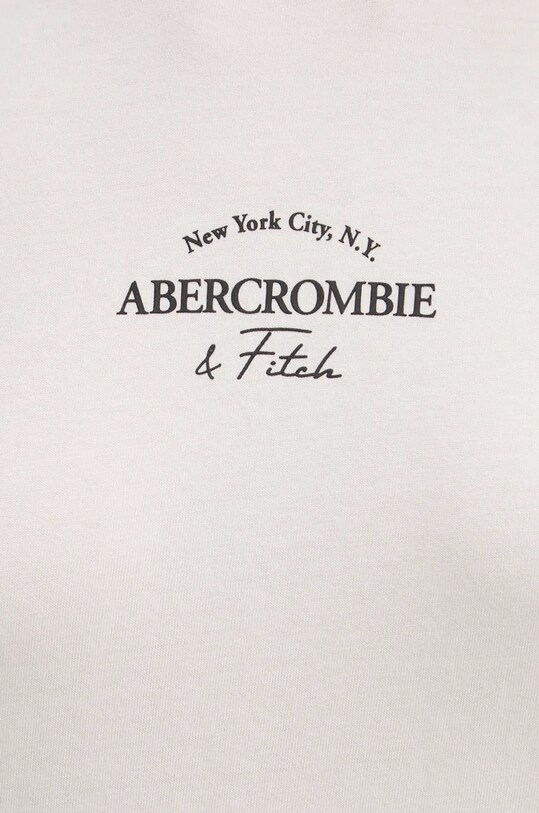 New York City, N.Y.
ABERCROMBIE
& Fitch